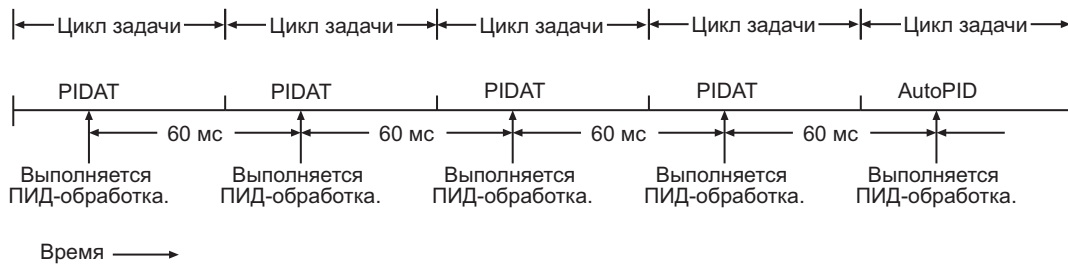 Цикл задачи Цикл задачи Цикл задачи Цикл задачи Цикл задачи
PIDAT PIDAT PIDAT PIDAT AutoPID
60 мс 60 мс 60 мс 60 мс
Выполняется Выполняется Выполняется Выполняется Выполняется
ПИД-обработка. ПИД-обработка. ПИД-обработка. ПИД-обработка. ПИД-обработка.
Время